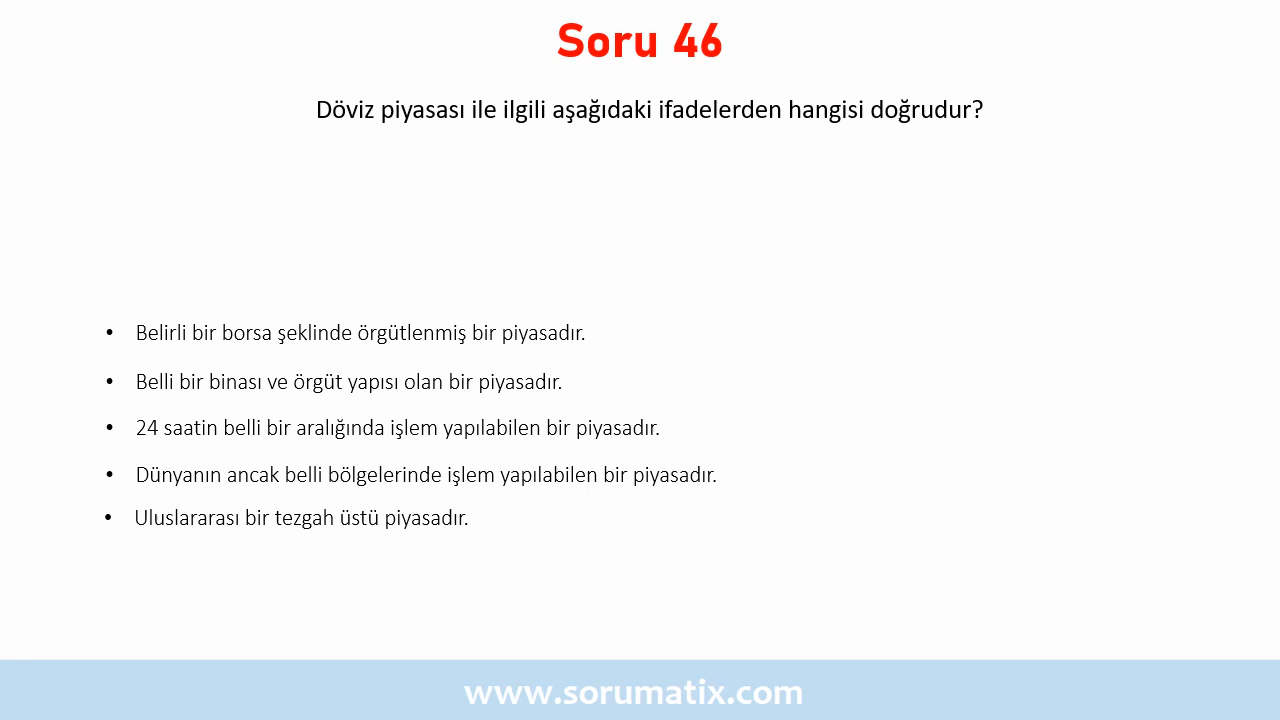 Soru 46
Döviz piyasası ile ilgili aşağıdaki ifadelerden hangisi doğrudur?
• Belirli bir borsa şeklinde örgütlenmiş bir piyasadır.
• Belli bir binası ve örgüt yapısı olan bir piyasadır.
• 24 saatin belli bir aralığında işlem yapılabilen bir piyasadır.
• Dünyanın ancak belli bölgelerinde işlem yapılabilen bir piyasadır.
• Uluslararası bir tezgah üstü piyasadır.
www.sorumatix.com